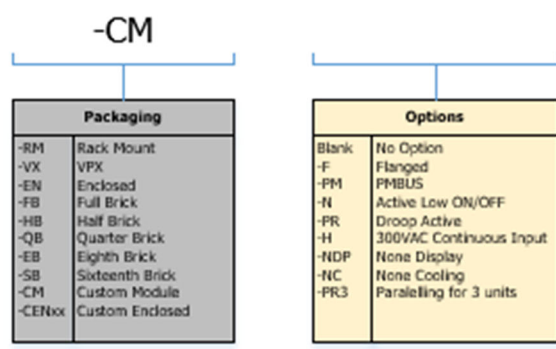 -CM
Packaging
-RM Rack Mount
-VX VPX
-EN Enclosed
-FB Full Brick
-HB Half Brick
-QB Quarter Brick
-EB Eighth Brick
-SB Sixteenth Brick
-CM Custom Module
-CENxx Custom Enclosed
Options
Blank No Option
-F Flanged
-PM PMBUS
-N Active Low ON/OFF
-PR Droop Active
-H 300VAC Continuous Input
-NDP None Display
-NC None Cooling
-PR3 Paralelling for 3 units